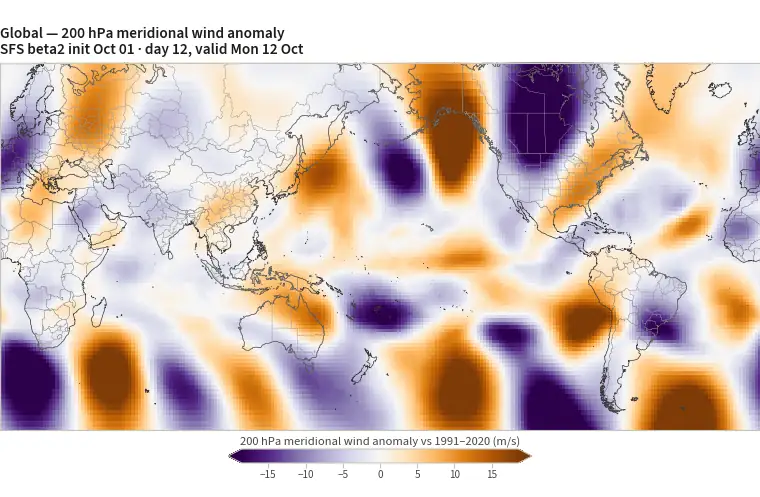 Global — 200 hPa meridional wind anomaly
SFS beta2 init Oct 01 · day 12, valid Mon 12 Oct
200 hPa meridional wind anomaly vs 1991–2020 (m/s)
−15 −10 −5 0 5 10 15